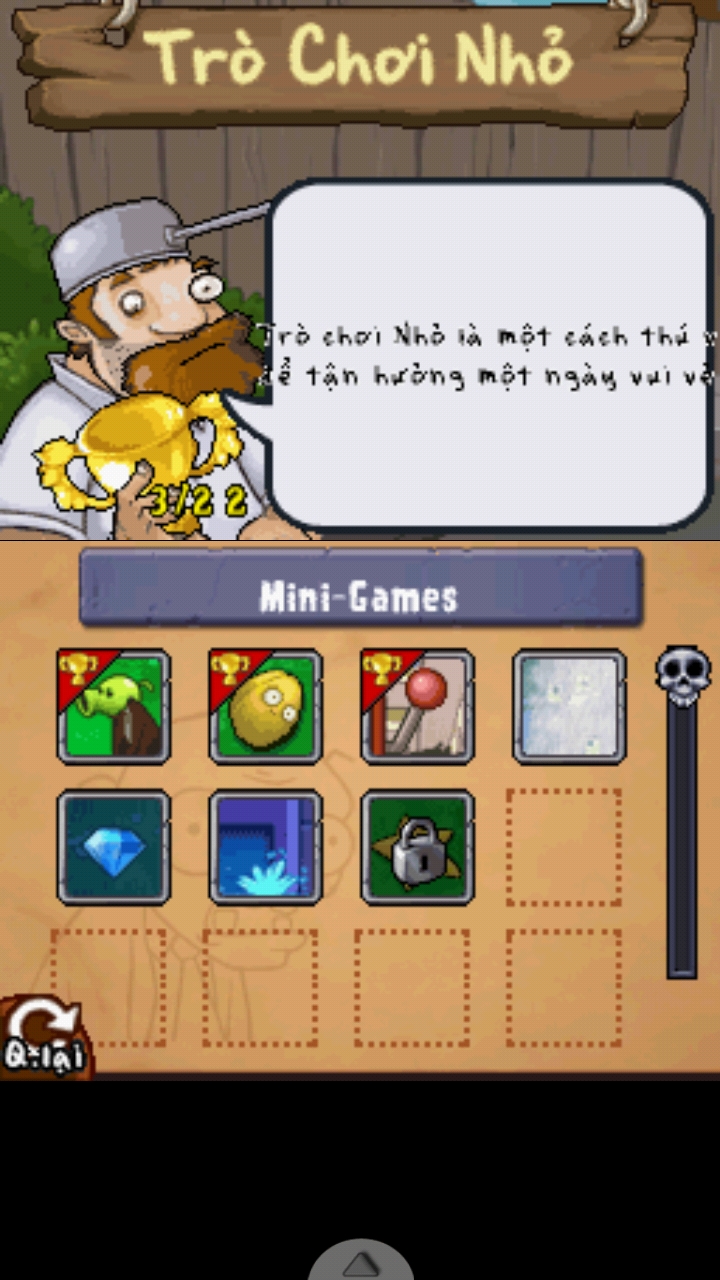 Trò Chơi Nhỏ
Trò chơi Nhỏ là một cách thú v
để tận hưởng một ngày vui vẻ
3/22
Mini-Games
Q.lại